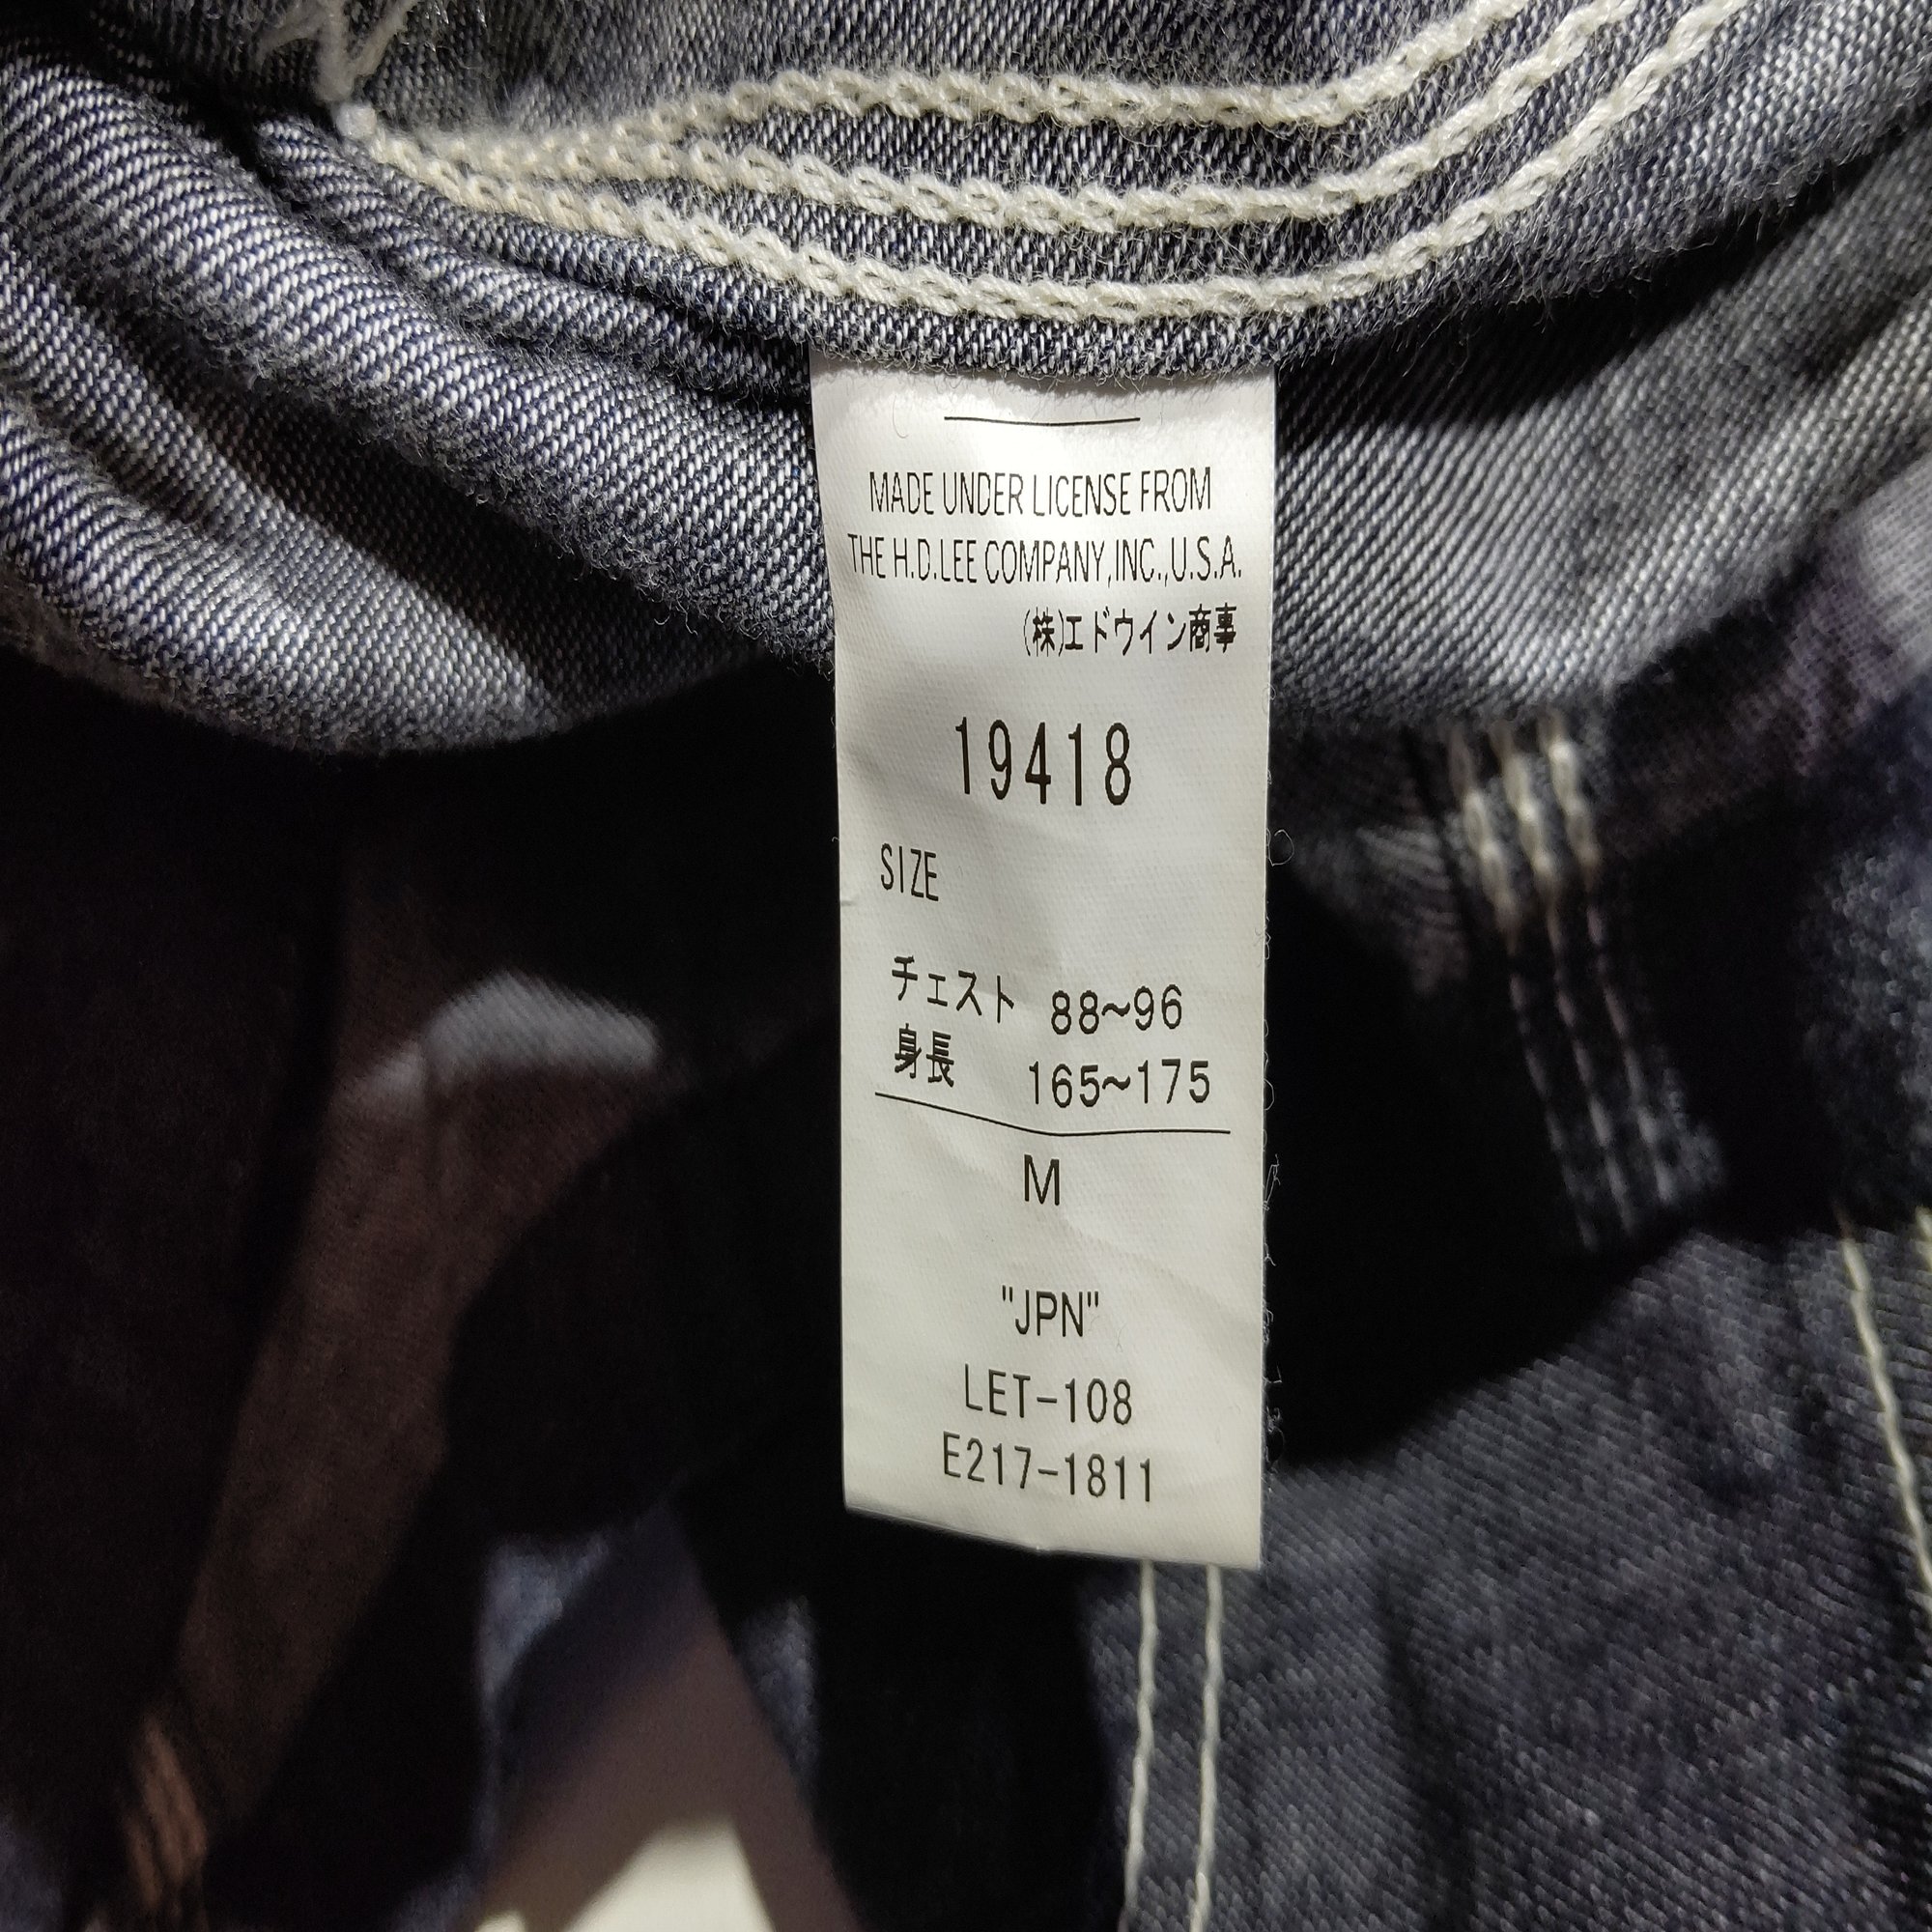 MADE UNDER LICENSE FROM
THE H.D.LEE COMPANY,INC.,U.S.A.
(株)エドウイン商事
19418
SIZE
チェスト 88~96
身長 165~175
M
"JPN"
LET-108
E217-1811